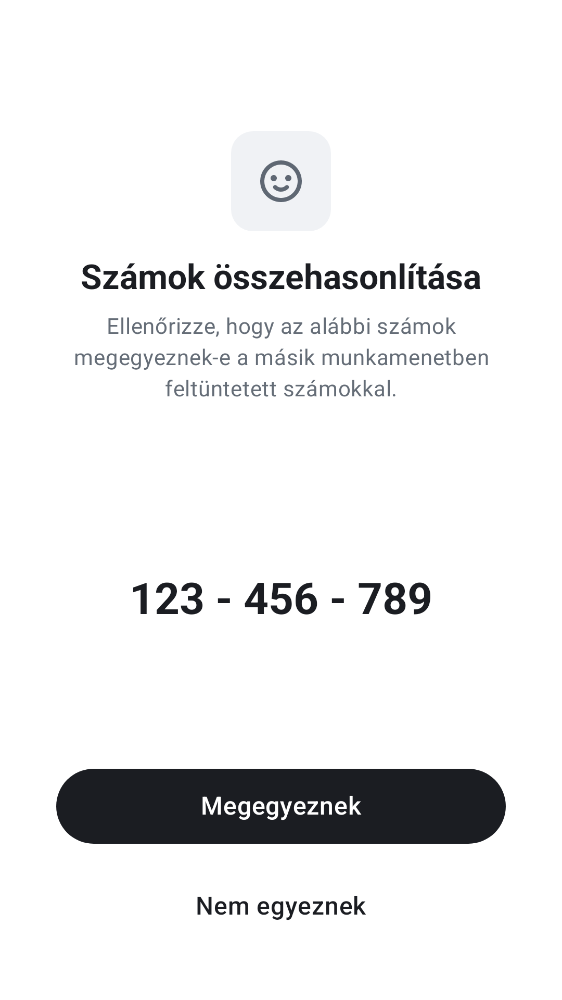 Számok összehasonlítása
Ellenőrizze, hogy az alábbi számok
megegyeznek-e a másik munkamenetben
feltüntetett számokkal.
123 - 456 - 789
Megegyeznek
Nem egyeznek